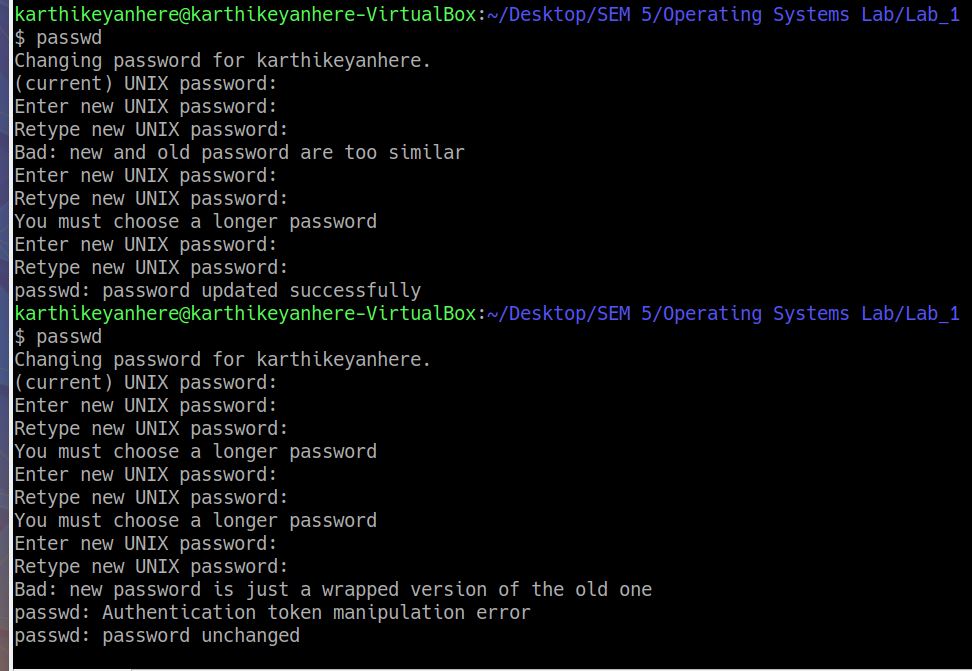 karthikeyanhere@karthikeyanhere-VirtualBox:~/Desktop/SEM 5/Operating Systems Lab/Lab_1
$ passwd
Changing password for karthikeyanhere.
(current) UNIX password:
Enter new UNIX password:
Retype new UNIX password:
Bad: new and old password are too similar
Enter new UNIX password:
Retype new UNIX password:
You must choose a longer password
Enter new UNIX password:
Retype new UNIX password:
passwd: password updated successfully
karthikeyanhere@karthikeyanhere-VirtualBox:~/Desktop/SEM 5/Operating Systems Lab/Lab_1
$ passwd
Changing password for karthikeyanhere.
(current) UNIX password:
Enter new UNIX password:
Retype new UNIX password:
You must choose a longer password
Enter new UNIX password:
Retype new UNIX password:
You must choose a longer password
Enter new UNIX password:
Retype new UNIX password:
Bad: new password is just a wrapped version of the old one
passwd: Authentication token manipulation error
passwd: password unchanged